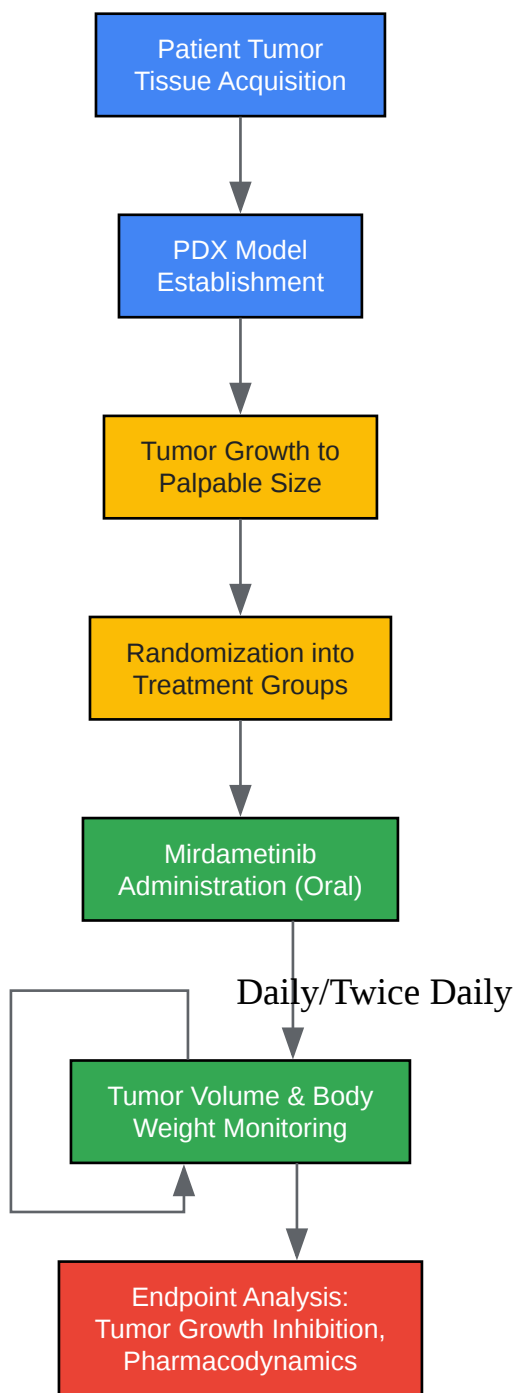 Patient Tumor
Tissue Acquisition
PDX Model
Establishment
Tumor Growth to
Palpable Size
Randomization into
Treatment Groups
Mirdametinib
Administration (Oral)
Daily/Twice Daily
Tumor Volume & Body
Weight Monitoring
Endpoint Analysis:
Tumor Growth Inhibition,
Pharmacodynamics